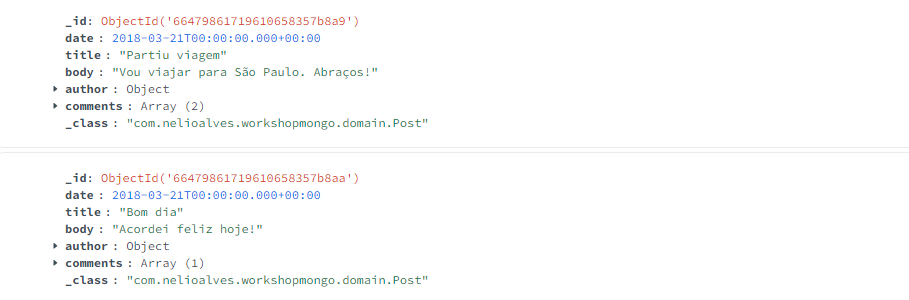 _id: ObjectId('66479861719610658357b8a9')
date : 2018-03-21T00:00:00.000+00:00
title : "Partiu viagem"
body : "Vou viajar para São Paulo. Abraços!"
author : Object
comments : Array (2)
_class : "com.nelioalves.workshopmongo.domain.Post"
_id: ObjectId('66479861719610658357b8aa')
date : 2018-03-21T00:00:00.000+00:00
title : "Bom dia"
body : "Acordei feliz hoje!"
author : Object
comments : Array (1)
_class : "com.nelioalves.workshopmongo.domain.Post"